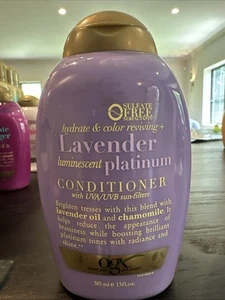 SULFATE
FREE
SURFACTANTS
hydrate & color reviving +
Lavender
luminescent platinum
CONDITIONER
with UVA/UVB sun-filters
Brighten tresses with this blend with
lavender oil and chamomile. It
helps reduce the appearance of
brassiness while boosting brilliant
platinum tones with radiance and
shine.
ogx
385 ml e 13 fl. oz.